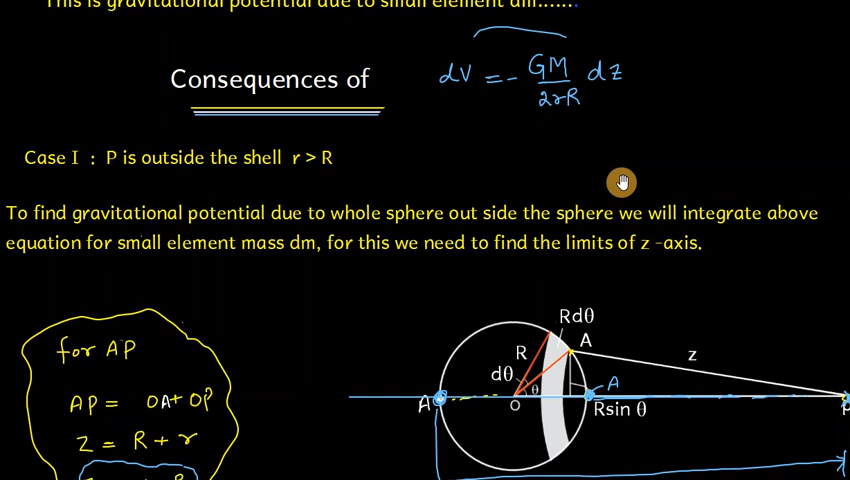 This is gravitational potential due to small element dm.......
Consequences of
dV = - GM/2rR dz
Case I : P is outside the shell r > R
To find gravitational potential due to whole sphere out side the sphere we will integrate above
equation for small element mass dm, for this we need to find the limits of z -axis.
for AP
AP = OA + OP
Z = R + r
Rdθ
R
A
z
dθ
θ
A
A
O
Rsin θ
P